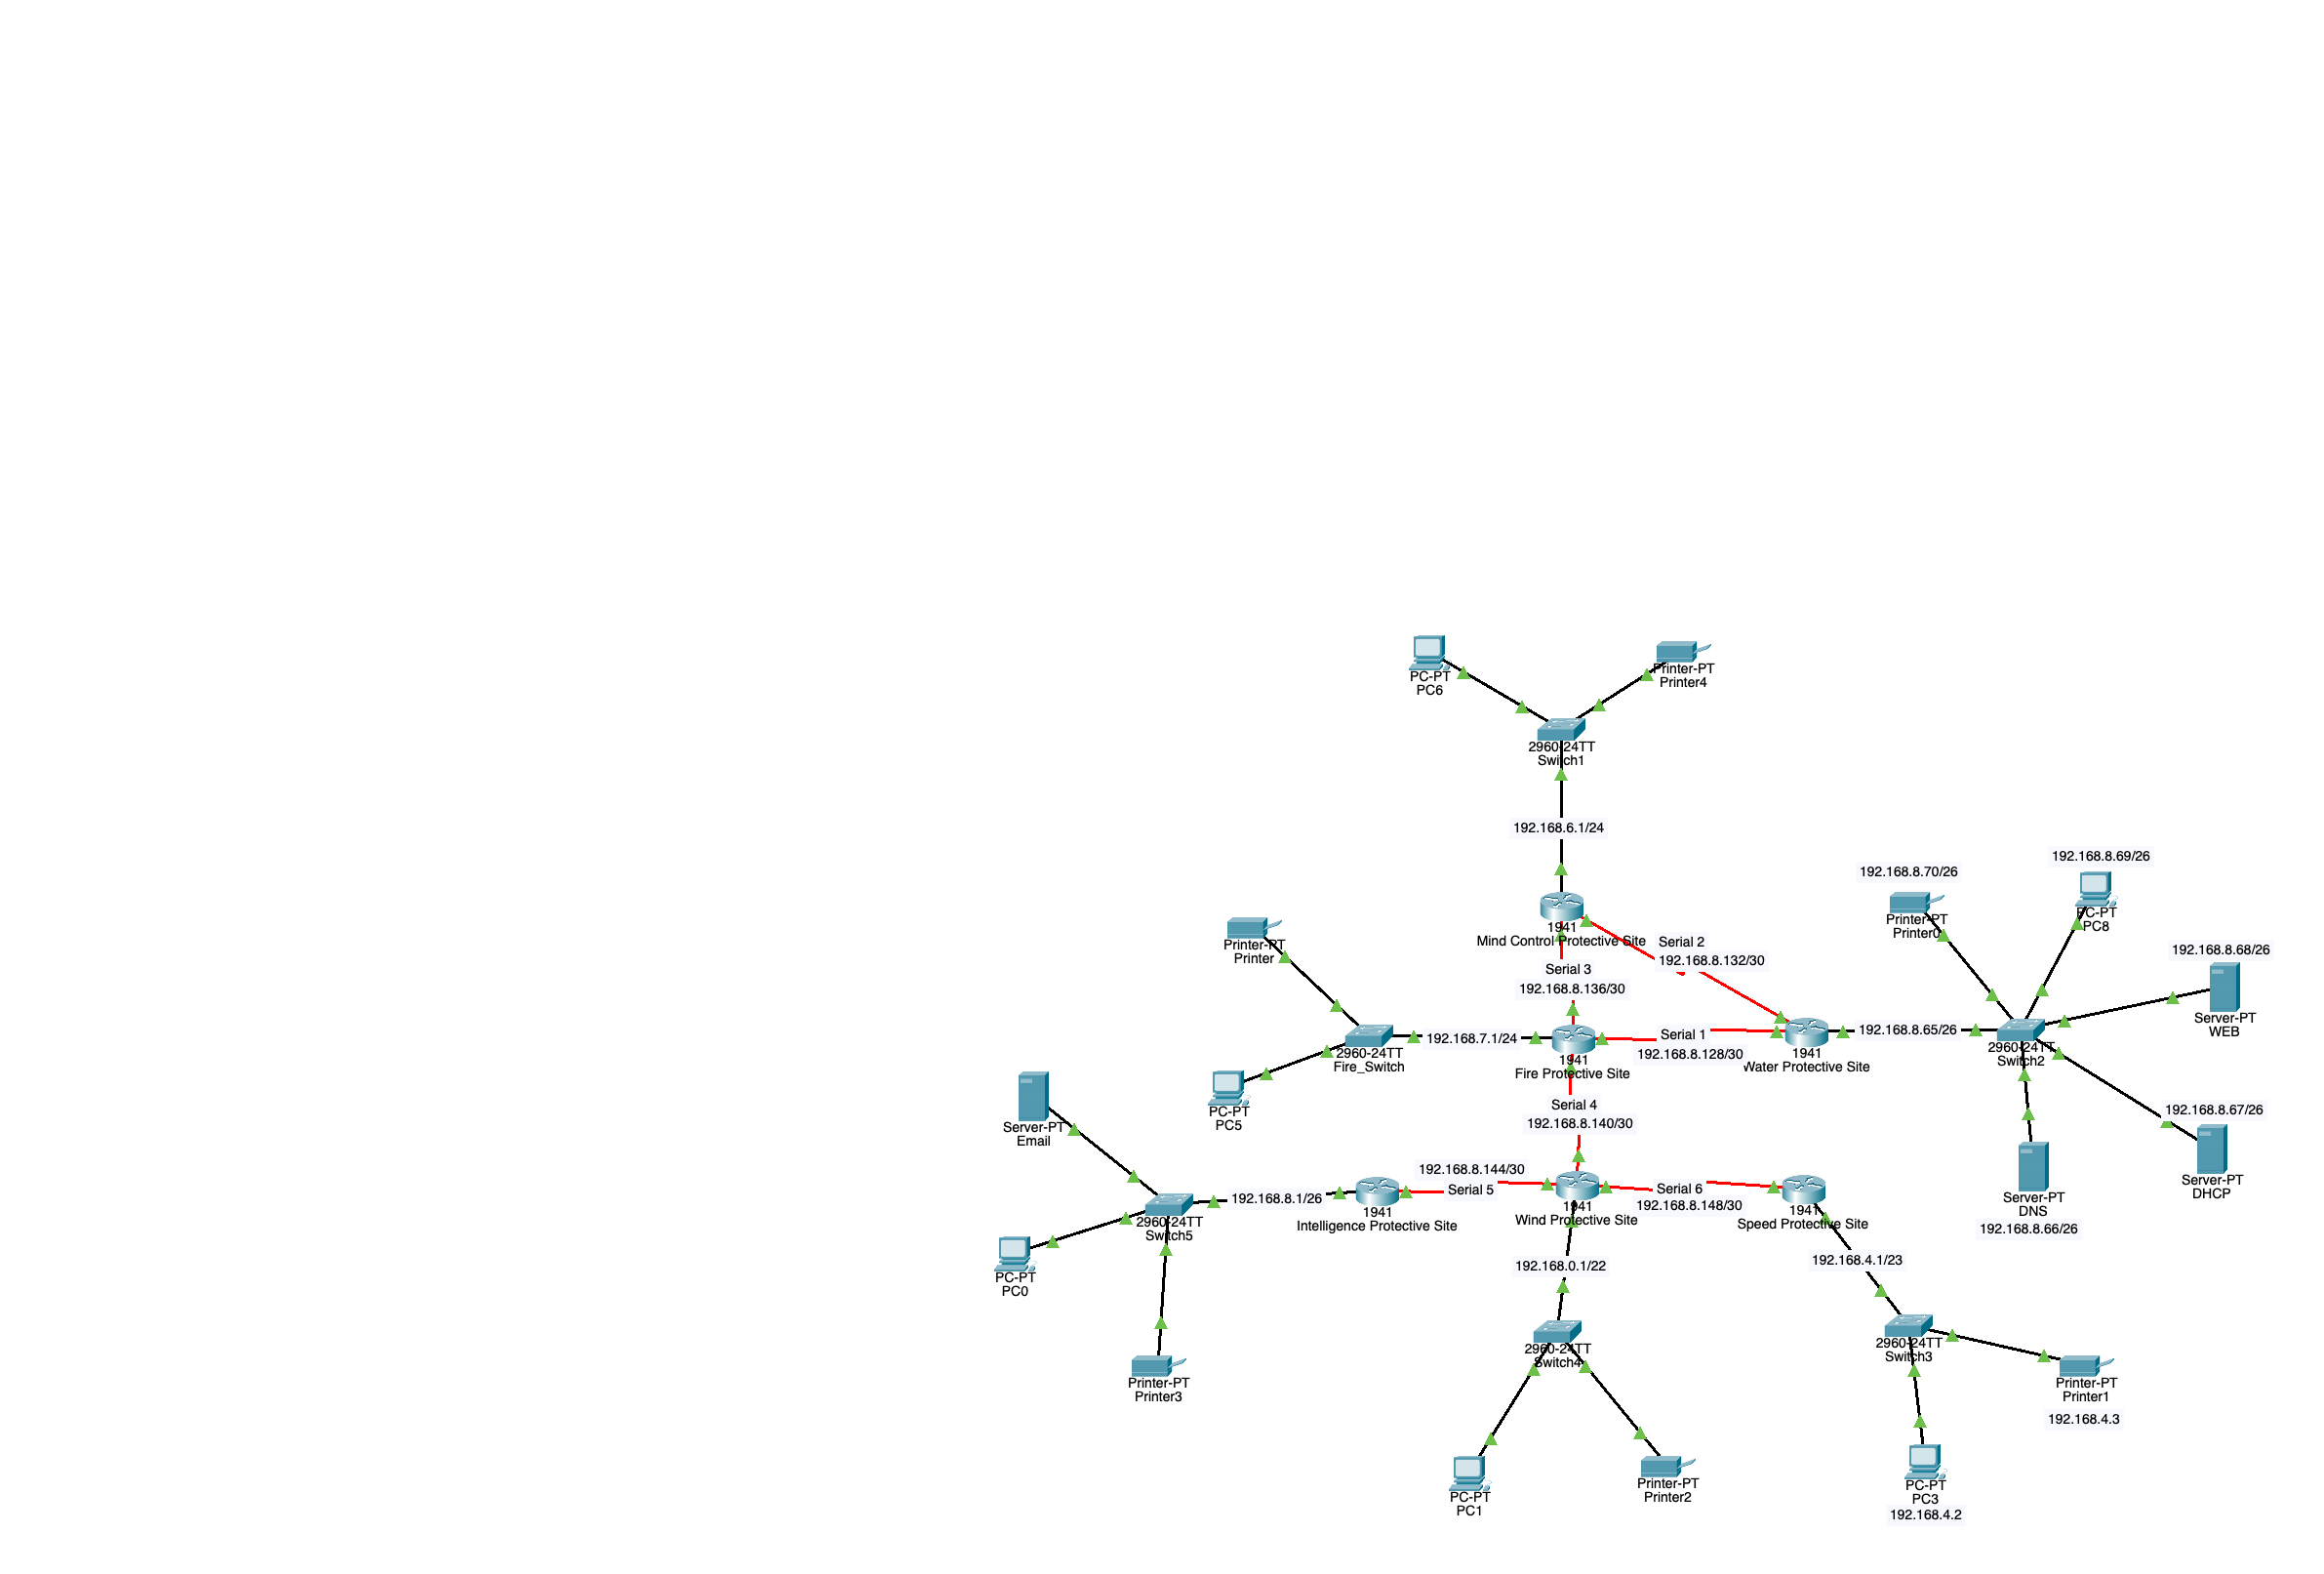 PC-PT
PC6
Printer-PT
Printer4
2960-24TT
Switch1
192.168.6.1/24
1941
Mind Control Protective Site
Serial 2
192.168.8.132/30
Serial 3
192.168.8.136/30
192.168.8.70/26
192.168.8.69/26
Printer-PT
Printer0
PC-PT
PC8
192.168.8.68/26
Server-PT
WEB
Printer-PT
Printer
192.168.7.1/24
2960-24TT
Fire_Switch
1941
Fire Protective Site
Serial 1
192.168.8.128/30
1941
Water Protective Site
192.168.8.65/26
2960-24TT
Switch2
PC-PT
PC5
Server-PT
Email
Serial 4
192.168.8.140/30
192.168.8.67/26
Server-PT
DHCP
Server-PT
DNS
192.168.8.66/26
192.168.8.1/26
2960-24TT
Switch5
1941
Intelligence Protective Site
192.168.8.144/30
Serial 5
1941
Wind Protective Site
Serial 6
192.168.8.148/30
1941
Speed Protective Site
PC-PT
PC0
192.168.0.1/22
192.168.4.1/23
Printer-PT
Printer3
2960-24TT
Switch4
2960-24TT
Switch3
Printer-PT
Printer1
192.168.4.3
PC-PT
PC1
Printer-PT
Printer2
PC-PT
PC3
192.168.4.2